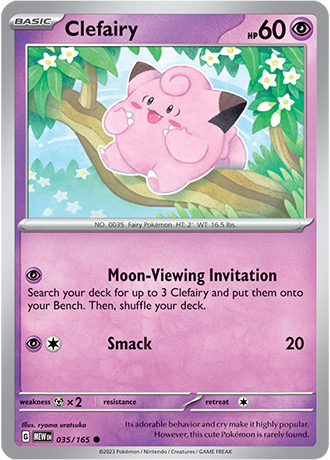 BASIC
Clefairy HP60
NO. 0035 Fairy Pokémon HT: 2' WT: 16.5 lbs.
Moon-Viewing Invitation
Search your deck for up to 3 Clefairy and put them onto
your Bench. Then, shuffle your deck.
Smack 20
weakness ×2 resistance retreat
Illus. ryoma uratsuka
G MEW EN 035/165
Its adorable behavior and cry make it highly popular.
However, this cute Pokémon is rarely found.
©2023 Pokémon / Nintendo / Creatures / GAME FREAK